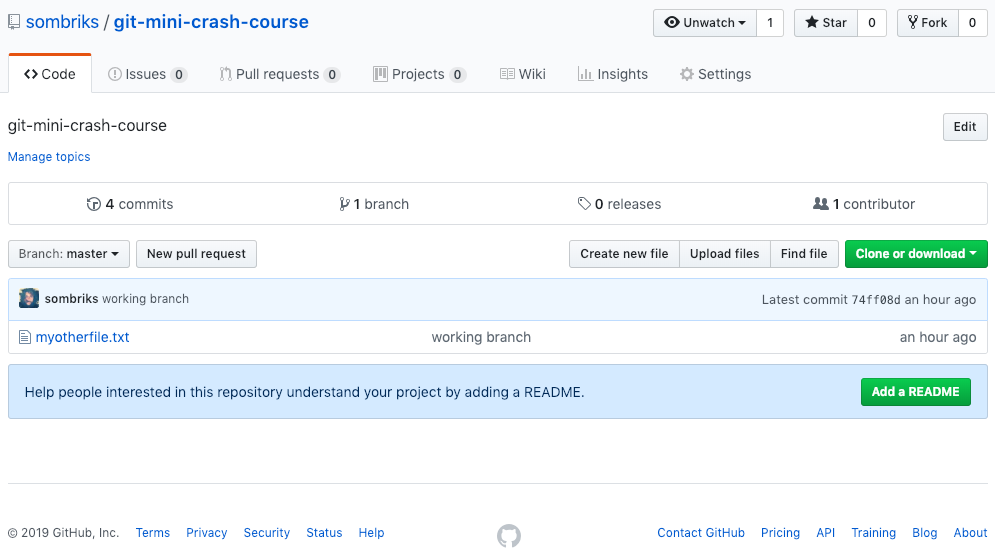 sombriks / git-mini-crash-course Unwatch 1 Star 0 Fork 0
Code Issues 0 Pull requests 0 Projects 0 Wiki Insights Settings
git-mini-crash-course Edit
Manage topics
4 commits 1 branch 0 releases 1 contributor
Branch: master New pull request Create new file Upload files Find file Clone or download
sombriks working branch Latest commit 74ff08d an hour ago
myotherfile.txt working branch an hour ago
Help people interested in this repository understand your project by adding a README. Add a README
© 2019 GitHub, Inc. Terms Privacy Security Status Help Contact GitHub Pricing API Training Blog About